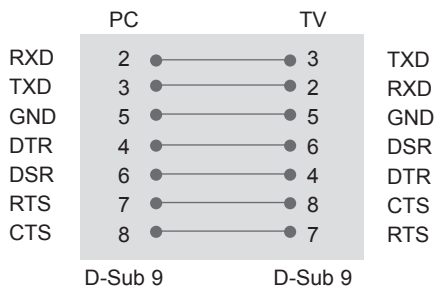 PC TV
RXD 2 3 TXD
TXD 3 2 RXD
GND 5 5 GND
DTR 4 6 DSR
DSR 6 4 DTR
RTS 7 8 CTS
CTS 8 7 RTS
D-Sub 9 D-Sub 9